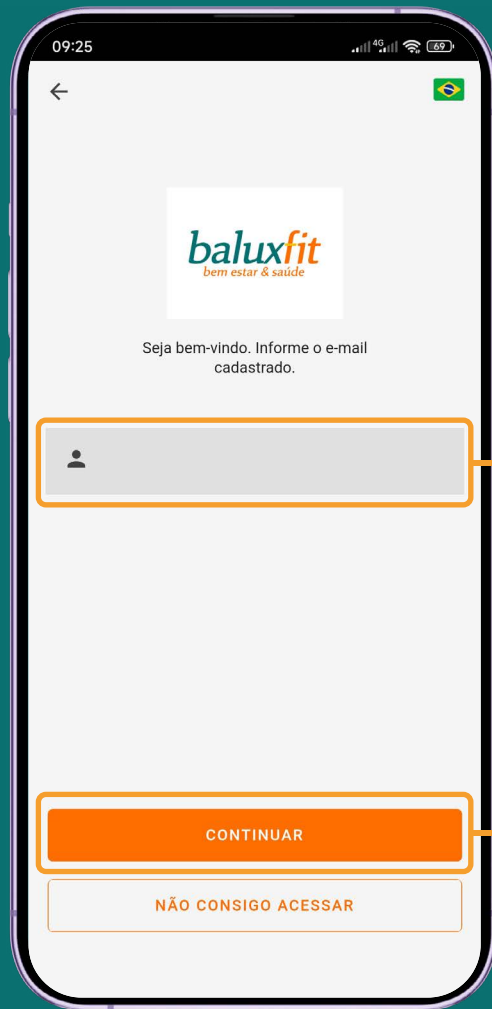 09:25
4G
69
baluxfit
bem estar & saúde
Seja bem-vindo. Informe o e-mail
cadastrado.
CONTINUAR
NÃO CONSIGO ACESSAR